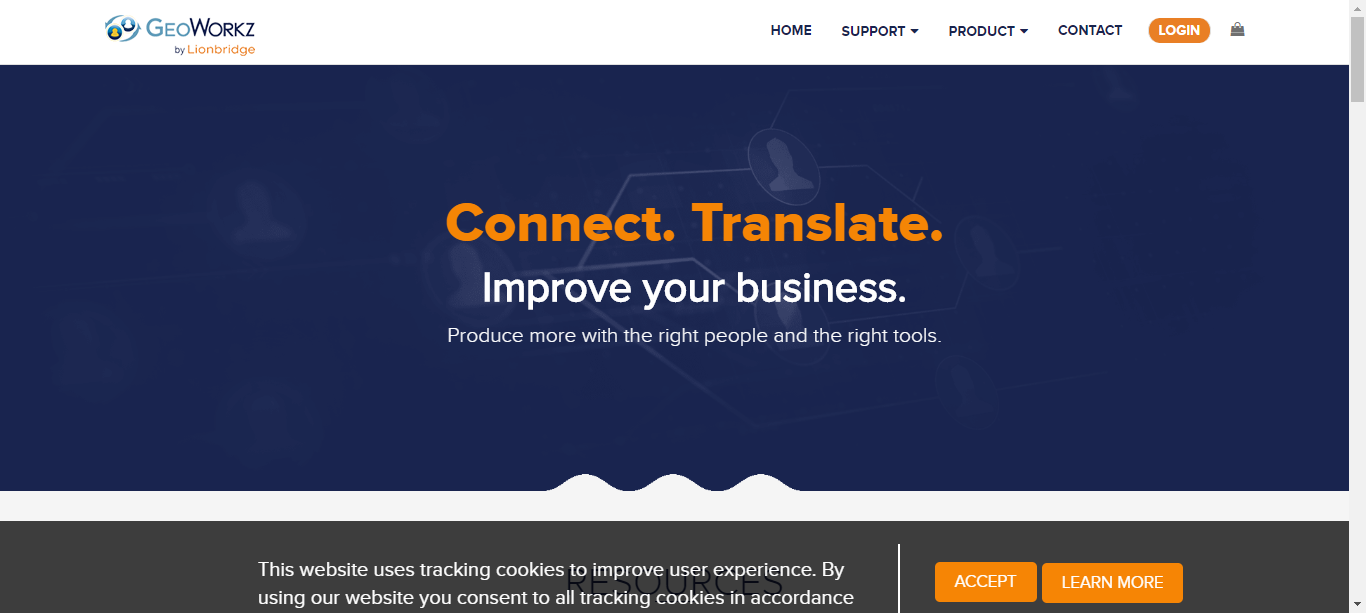 GEOWORKZ
by Lionbridge
HOME SUPPORT PRODUCT CONTACT LOGIN
Connect. Translate.
Improve your business.
Produce more with the right people and the right tools.
RESOURCES
This website uses tracking cookies to improve user experience. By
using our website you consent to all tracking cookies in accordance
ACCEPT LEARN MORE